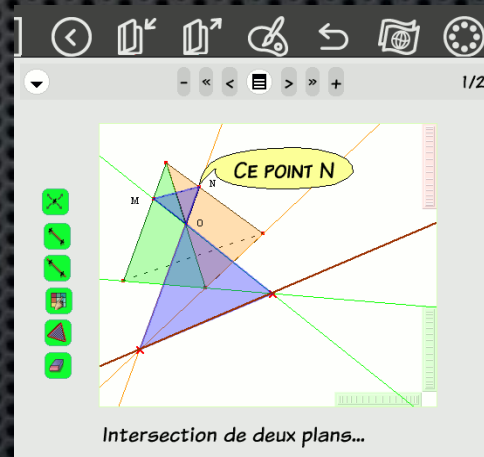 - « < > » +
1/2
CE POINT N
N
M
O
Intersection de deux plans...